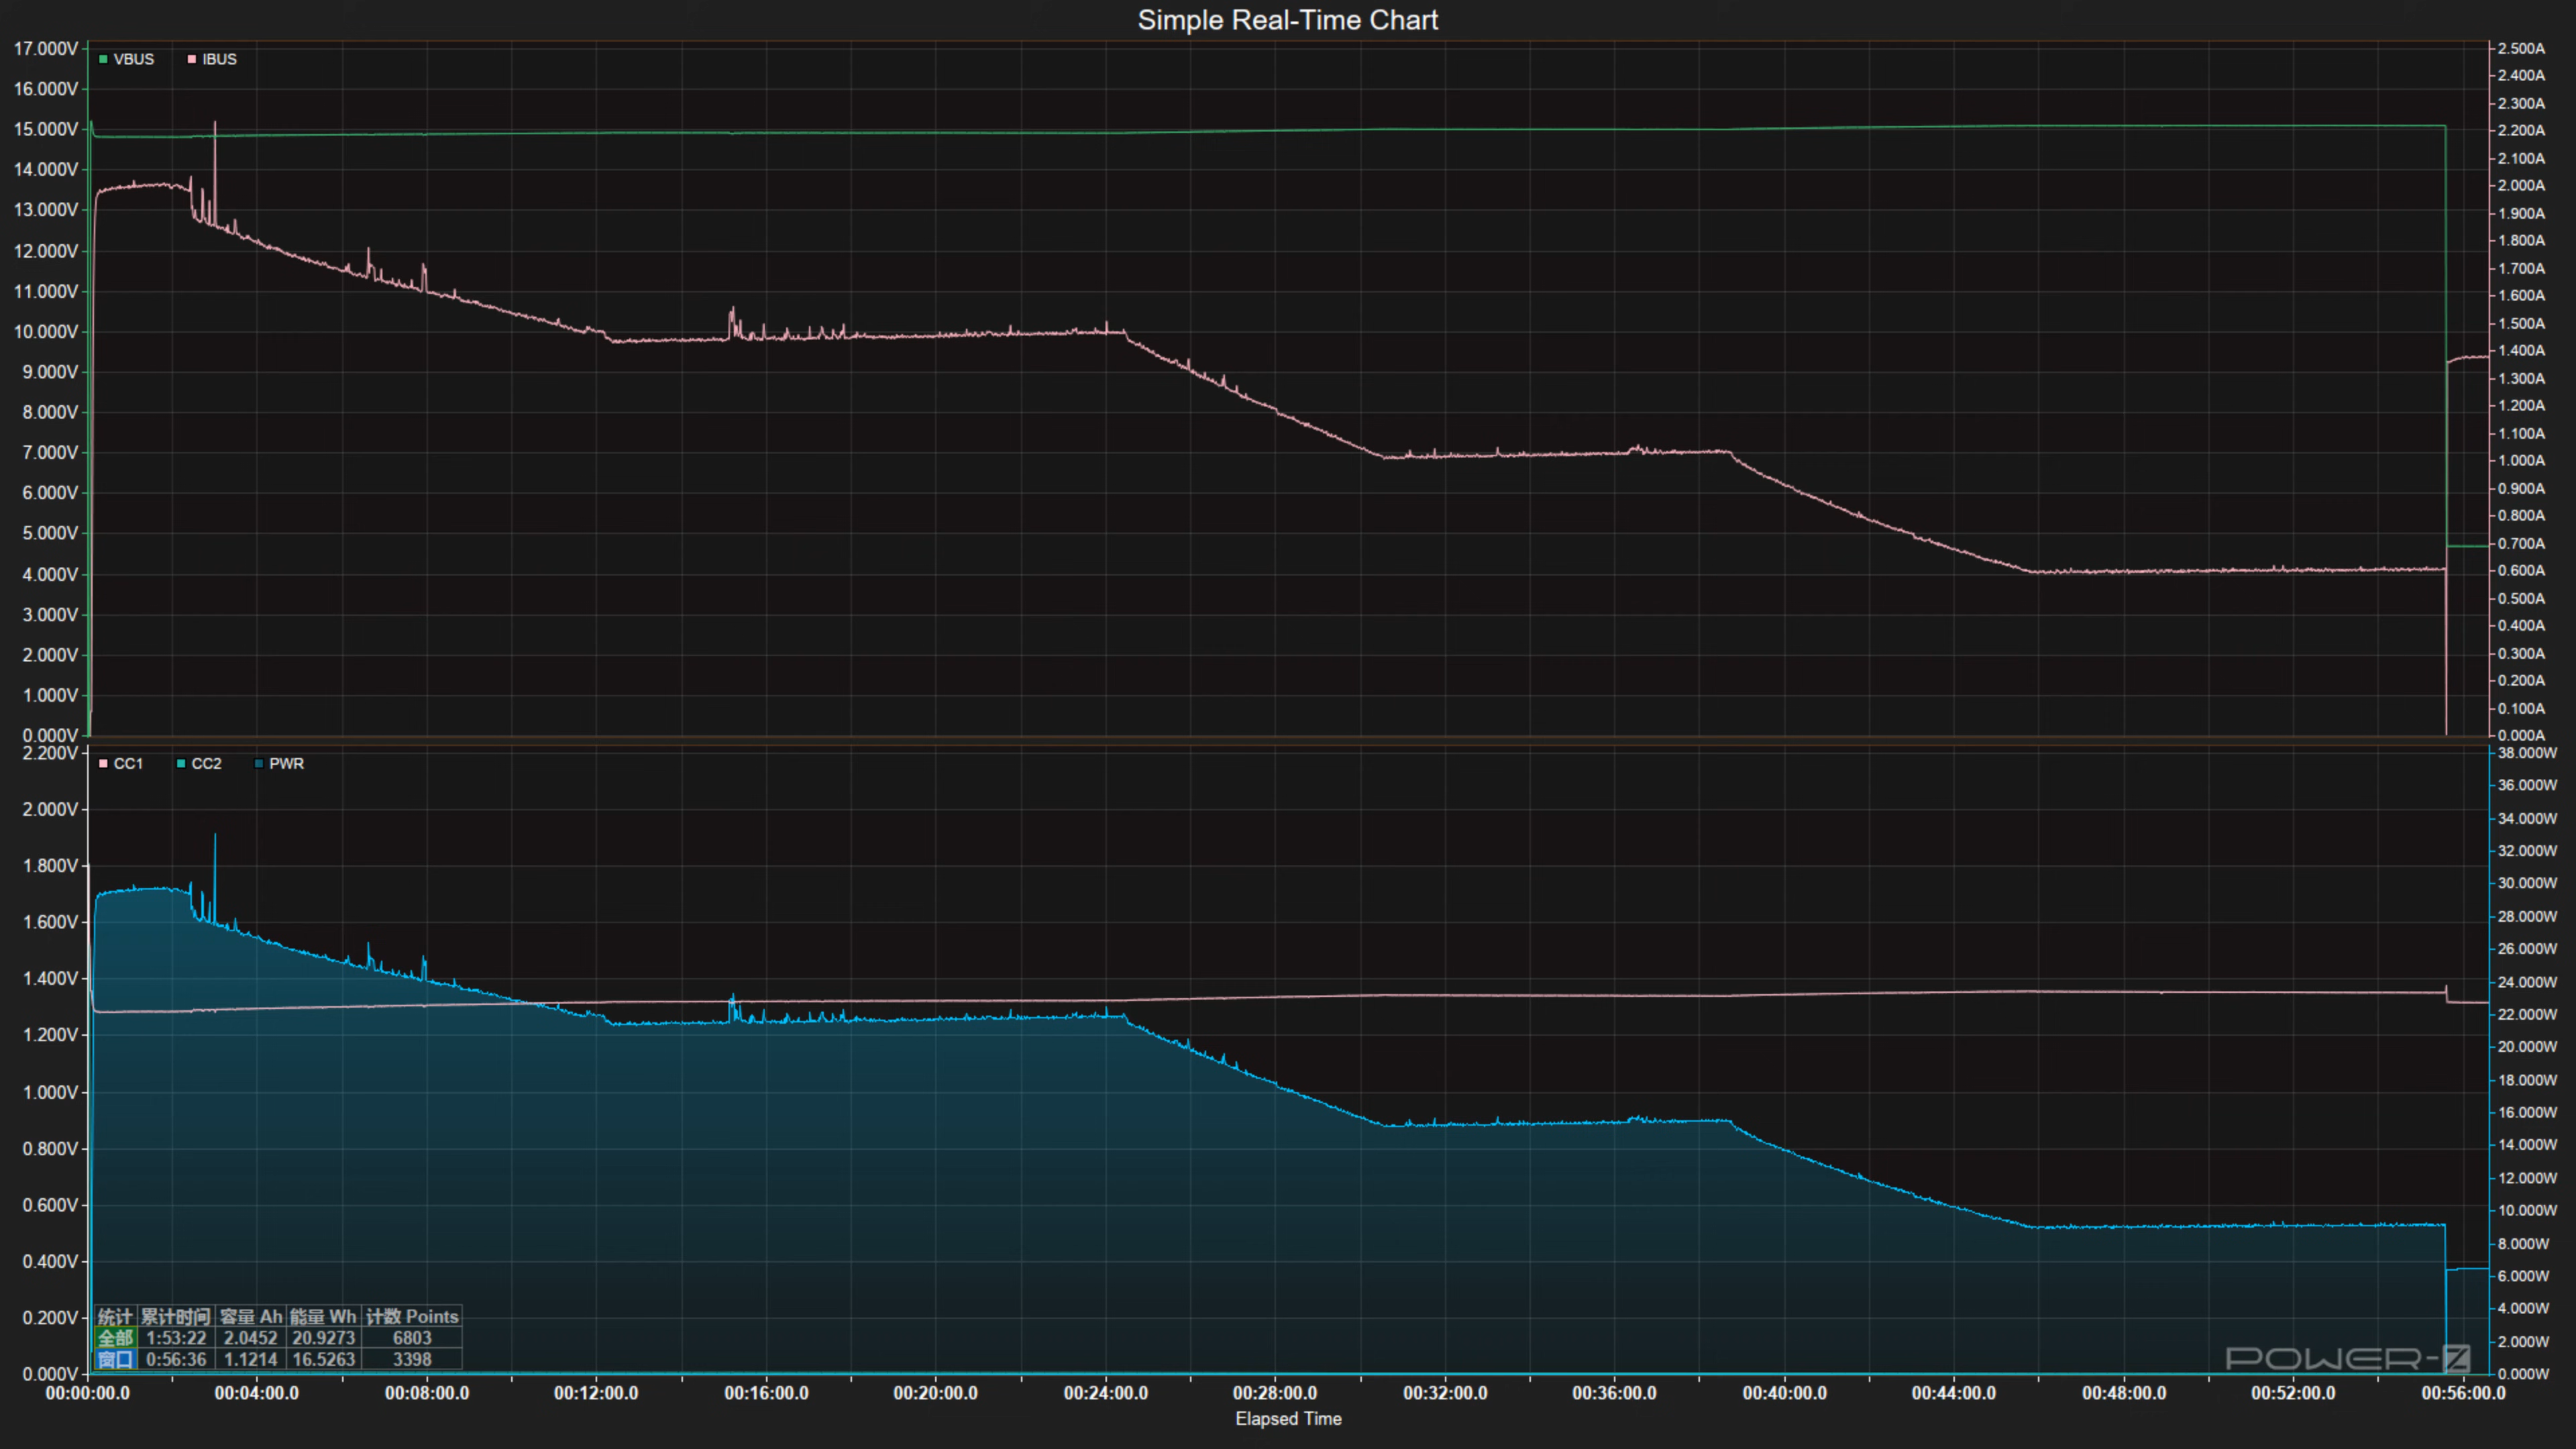 Simple Real-Time Chart
VBUS IBUS
17.000V
16.000V
15.000V
14.000V
13.000V
12.000V
11.000V
10.000V
9.000V
8.000V
7.000V
6.000V
5.000V
4.000V
3.000V
2.000V
1.000V
0.000V
2.500A
2.400A
2.300A
2.200A
2.100A
2.000A
1.900A
1.800A
1.700A
1.600A
1.500A
1.400A
1.300A
1.200A
1.100A
1.000A
0.900A
0.800A
0.700A
0.600A
0.500A
0.400A
0.300A
0.200A
0.100A
0.000A
CC1 CC2 PWR
2.200V
2.000V
1.800V
1.600V
1.400V
1.200V
1.000V
0.800V
0.600V
0.400V
0.200V
0.000V
38.000W
36.000W
34.000W
32.000W
30.000W
28.000W
26.000W
24.000W
22.000W
20.000W
18.000W
16.000W
14.000W
12.000W
10.000W
8.000W
6.000W
4.000W
2.000W
0.000W
统计 累计时间 容量 Ah 能量 Wh 计数 Points
全部 1:53:22 2.0452 20.9273 6803
窗口 0:56:36 1.1214 16.5263 3398
POWER-Z
00:00:00.0 00:04:00.0 00:08:00.0 00:12:00.0 00:16:00.0 00:20:00.0 00:24:00.0 00:28:00.0 00:32:00.0 00:36:00.0 00:40:00.0 00:44:00.0 00:48:00.0 00:52:00.0 00:56:00.0
Elapsed Time